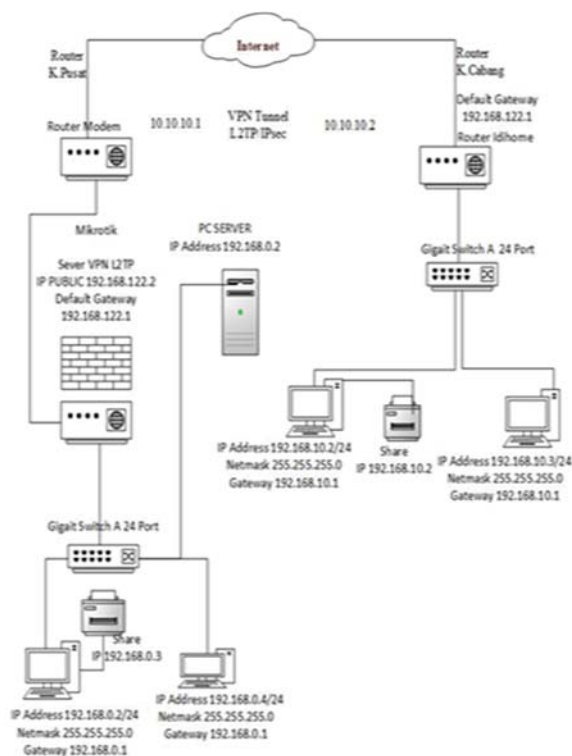 Internet
Router
K.Pusat
Router
K.Cabang
Default Gateway
192.168.122.1
Router Modem
10.10.10.1
VPN Tunnel
L2TP/IPsec
10.10.10.2
Router Idihome
Mikrotik
Sever VPN L2TP
IP PUBLIC 192.168.122.2
Default Gateway
192.168.122.1
PC SERVER
IP Address 192.168.0.2
Gigait Switch A 24 Port
IP Address 192.168.10.2/24
Netmask 255.255.255.0
Gateway 192.168.10.1
Share
IP 192.168.10.2
IP Address 192.168.10.3/24
Netmask 255.255.255.0
Gateway 192.168.10.1
Gigait Switch A 24 Port
Share
IP 192.168.0.3
IP Address 192.168.0.2/24
Netmask 255.255.255.0
Gateway 192.168.0.1
IP Address 192.168.0.4/24
Netmask 255.255.255.0
Gateway 192.168.0.1